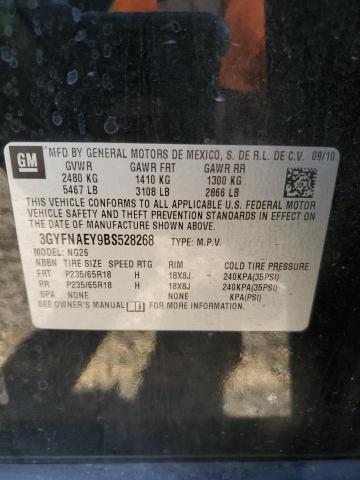 GM
MFD BY GENERAL MOTORS DE MEXICO, S. DE R.L. DE C.V. 09/10
GVWR GAWR FRT GAWR RR
2480 KG 1410 KG 1300 KG
5467 LB 3108 LB 2866 LB
THIS VEHICLE CONFORMS TO ALL APPLICABLE U.S. FEDERAL
MOTOR VEHICLE SAFETY, BUMPER, AND THEFT PREVENTION
STANDARDS IN EFFECT ON THE DATE OF MANUFACTURE
SHOWN ABOVE.
3GYFNAEY9BS528268 TYPE: M.P.V.
MODEL: NG26
NBBN TIRE SIZE SPEED RTG RIM COLD TIRE PRESSURE
FRT P235/65R18 H 18X8J 240KPA(35PSI)
RR P235/65R18 H 18X8J 240KPA(35PSI)
SPA NONE NONE KPA(PSI)
SEE OWNER'S MANUAL FOR ADDITIONAL INFORMATION.